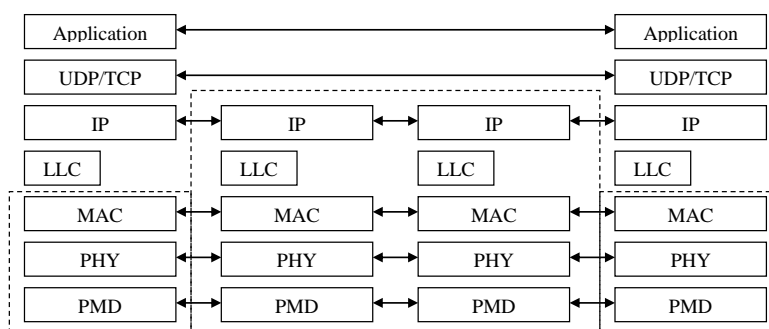 Application Application
UDP/TCP UDP/TCP
IP IP IP IP
LLC LLC LLC LLC
MAC MAC MAC MAC
PHY PHY PHY PHY
PMD PMD PMD PMD